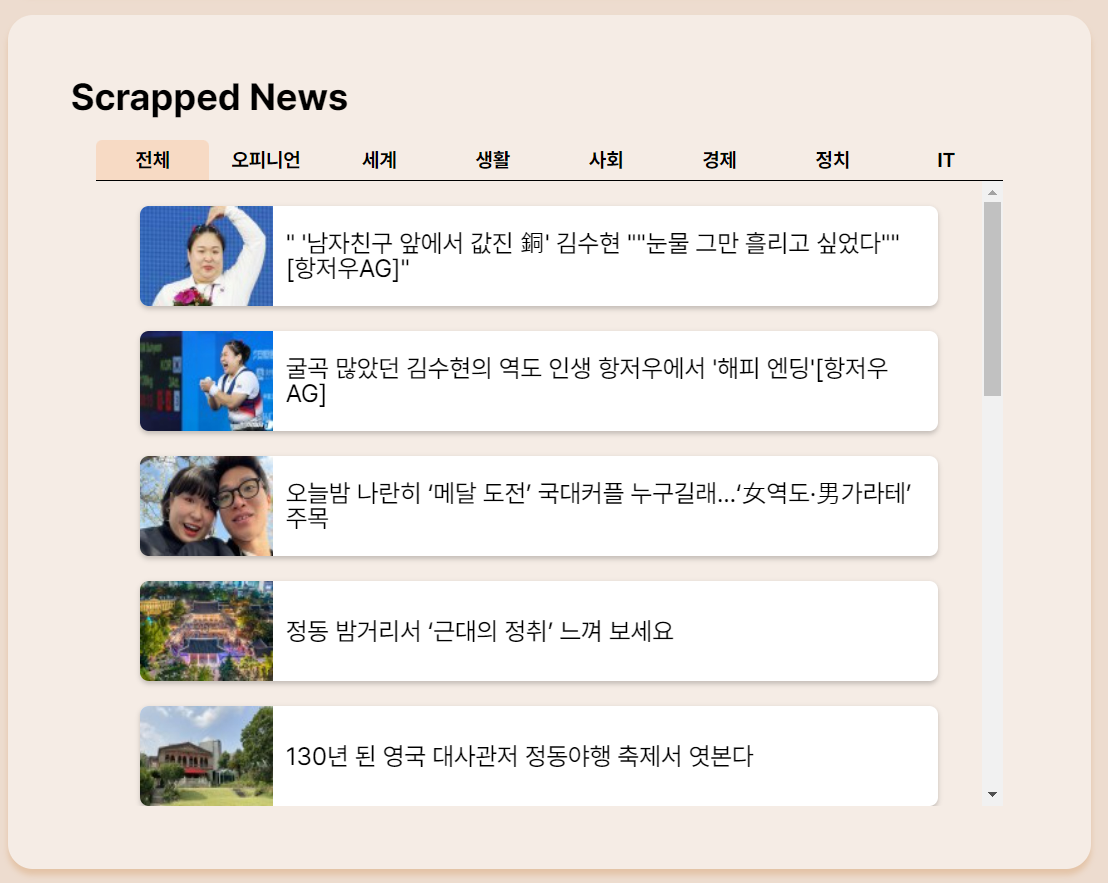 Scrapped News
전체 오피니언 세계 생활 사회 경제 정치 IT
" '남자친구 앞에서 값진 銅' 김수현 ""눈물 그만 흘리고 싶었다""
[항저우AG]"
굴곡 많았던 김수현의 역도 인생 항저우에서 '해피 엔딩'[항저우
AG]
오늘밤 나란히 ‘메달 도전’ 국대커플 누구길래…‘女역도·男가라테’
주목
정동 밤거리서 ‘근대의 정취’ 느껴 보세요
130년 된 영국 대사관저 정동야행 축제서 엿본다